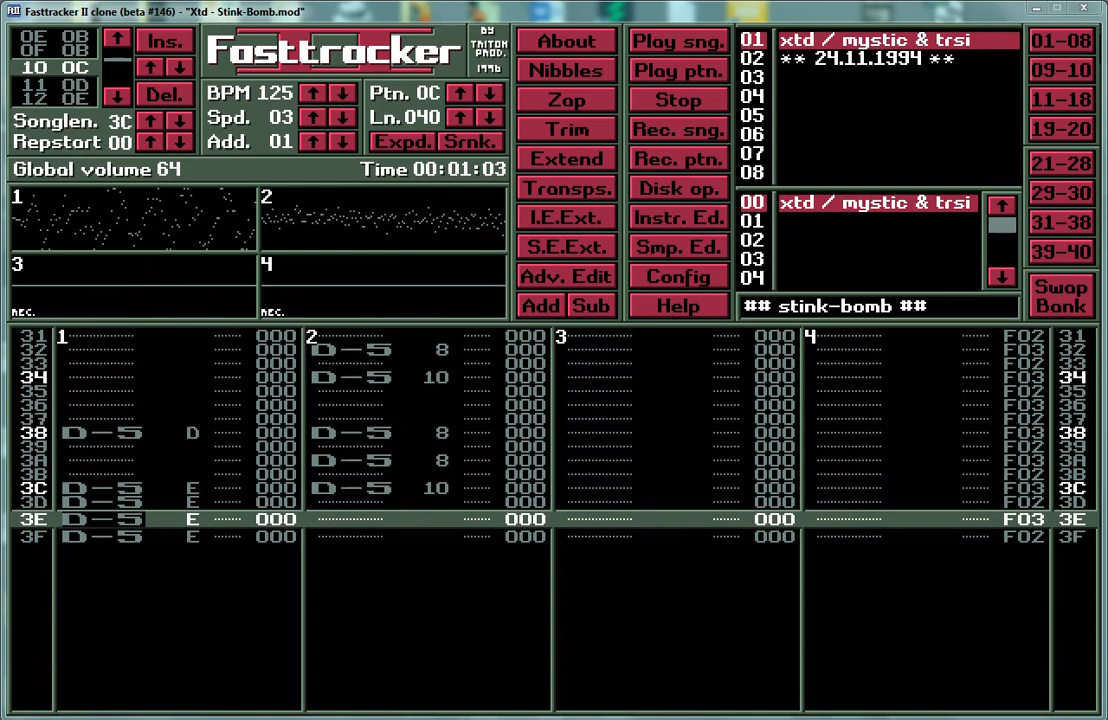 Fasttracker II clone (beta #146) - "Xtd - Stink-Bomb.mod"
0E 0B
0F 0B
10 0C
11 0D
12 0E
Ins.
Del.
Songlen. 3C
Repstart 00
Fasttracker
BY TRITON PROD. 1996
BPM 125
Spd. 03
Add. 01
Ptn. 0C
Ln. 040
Expd. Srnk.
Global volume 64 Time 00:01:03
1
2
3
REC.
4
REC.
About
Nibbles
Zap
Trim
Extend
Transps.
I.E.Ext.
S.E.Ext.
Adv. Edit
Add Sub
Play sng.
Play ptn.
Stop
Rec. sng.
Rec. ptn.
Disk op.
Instr. Ed.
Smp. Ed.
Config
Help
01 xtd / mystic & trsi
02 ** 24.11.1994 **
03
04
05
06
07
08
00 xtd / mystic & trsi
01
02
03
04
## stink-bomb ##
01-08
09-10
11-18
19-20
21-28
29-30
31-38
39-40
Swap Bank
1 2 3 4
31 000 000 000 F02 31
32 000 D-5 8 000 000 F03 32
33 000 000 000 F02 33
34 000 D-5 10 000 000 F03 34
35 000 000 000 F02 35
36 000 000 000 F03 36
37 000 000 000 F02 37
38 D-5 D 000 D-5 8 000 000 F03 38
39 000 000 000 F02 39
3A 000 D-5 8 000 000 F03 3A
3B 000 000 000 F02 3B
3C D-5 E 000 D-5 10 000 000 F03 3C
3D D-5 E 000 000 000 F02 3D
3E D-5 E 000 000 000 F03 3E
3F D-5 E 000 000 000 F02 3F